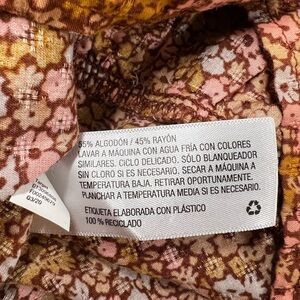 55% ALGODÓN / 45% RAYÓN
LAVAR A MÁQUINA CON AGUA FRÍA CON COLORES
SIMILARES. CICLO DELICADO. SÓLO BLANQUEADOR
SIN CLORO SI ES NECESARIO. SECAR A MÁQUINA A
TEMPERATURA BAJA. RETIRAR OPORTUNAMENTE.
PLANCHAR A TEMPERATURA MEDIA SI ES NECESARIO.
ETIQUETA ELABORADA CON PLÁSTICO
100 % RECICLADO
03/20